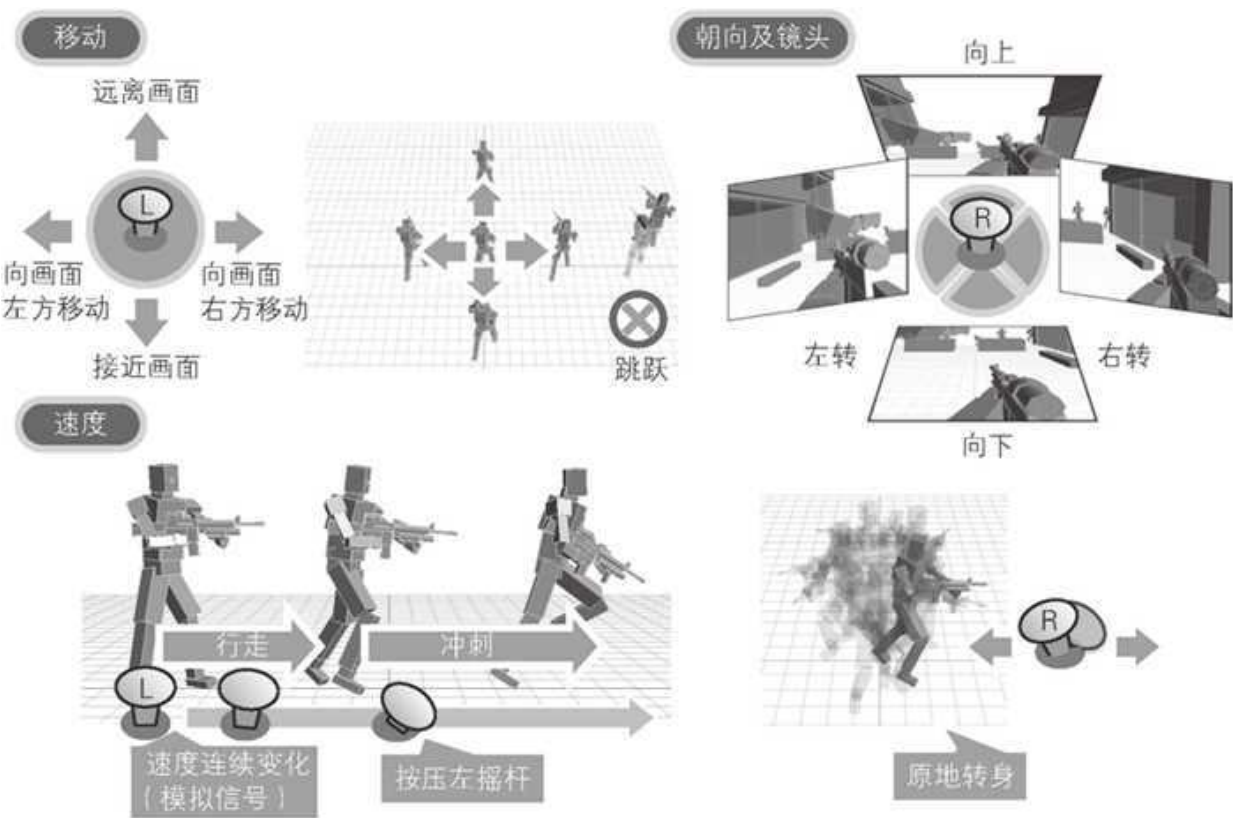 移动
远离画面
L
向画面
左方移动
向画面
右方移动
接近画面
跳跃
朝向及镜头
向上
R
左转
右转
向下
速度
行走
冲刺
L
速度连续变化
(模拟信号)
按压左摇杆
R
原地转身